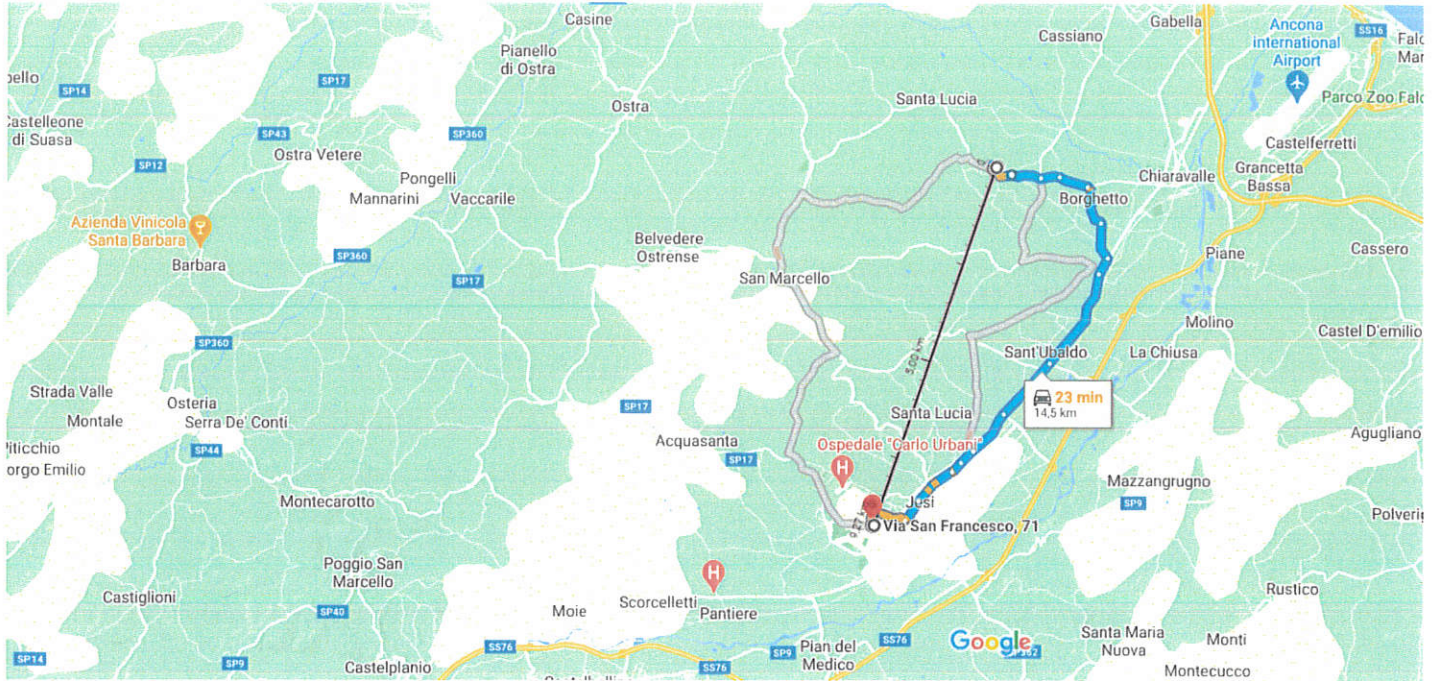 Casine
Gabella
Ancona
international
Airport
SS16
Cassiano
Pianello
di Ostra
SP14
SP17
Ostra
Santa Lucia
Parco Zoo Falc
Castelleone
di Suasa
SP43
SP360
Castelferretti
SP12
Ostra Vetere
Chiaravalle
Grancetta
Bassa
Pongelli
Mannarini
Vaccarile
Borghetto
Azienda Vinicola
Santa Barbara
Belvedere
Ostrense
Barbara
SP360
Piane
Cassero
SP17
San Marcello
SP360
Molino
Castel D'emilio
Sant'Ubaldo
La Chiusa
5,00 km
23 min
14,5 km
Strada Valle
Osteria
Montale
Serra De' Conti
SP17
Santa Lucia
Acquasanta
Ospedale "Carlo Urbani"
Agugliano
SP44
SP17
orgo Emilio
Mazzangrugno
Montecarotto
Jesi
SP9
Via San Francesco, 71
Poggio San
Marcello
Castiglioni
Scorcelletti
Pantiere
Moie
Rustico
SP40
Google
SS76
SS76
Pian del
Medico
Santa Maria
Nuova
Monti
SP14
SP9
Castelplanio
SS76
SP9
Montecucco